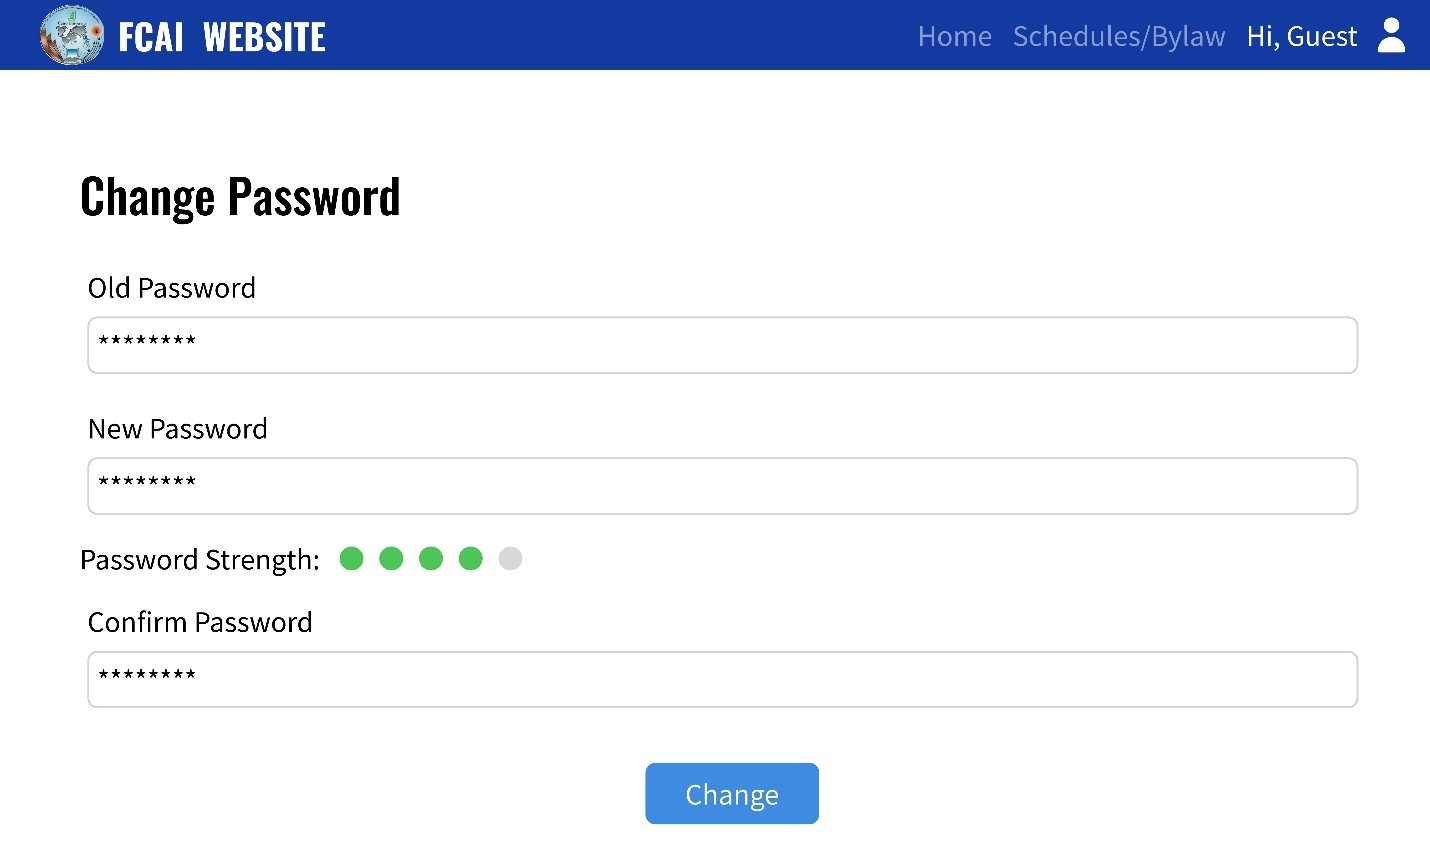 FCAI WEBSITE
Home Schedules/Bylaw Hi, Guest
Change Password
Old Password
********
New Password
********
Password Strength:
Confirm Password
********
Change